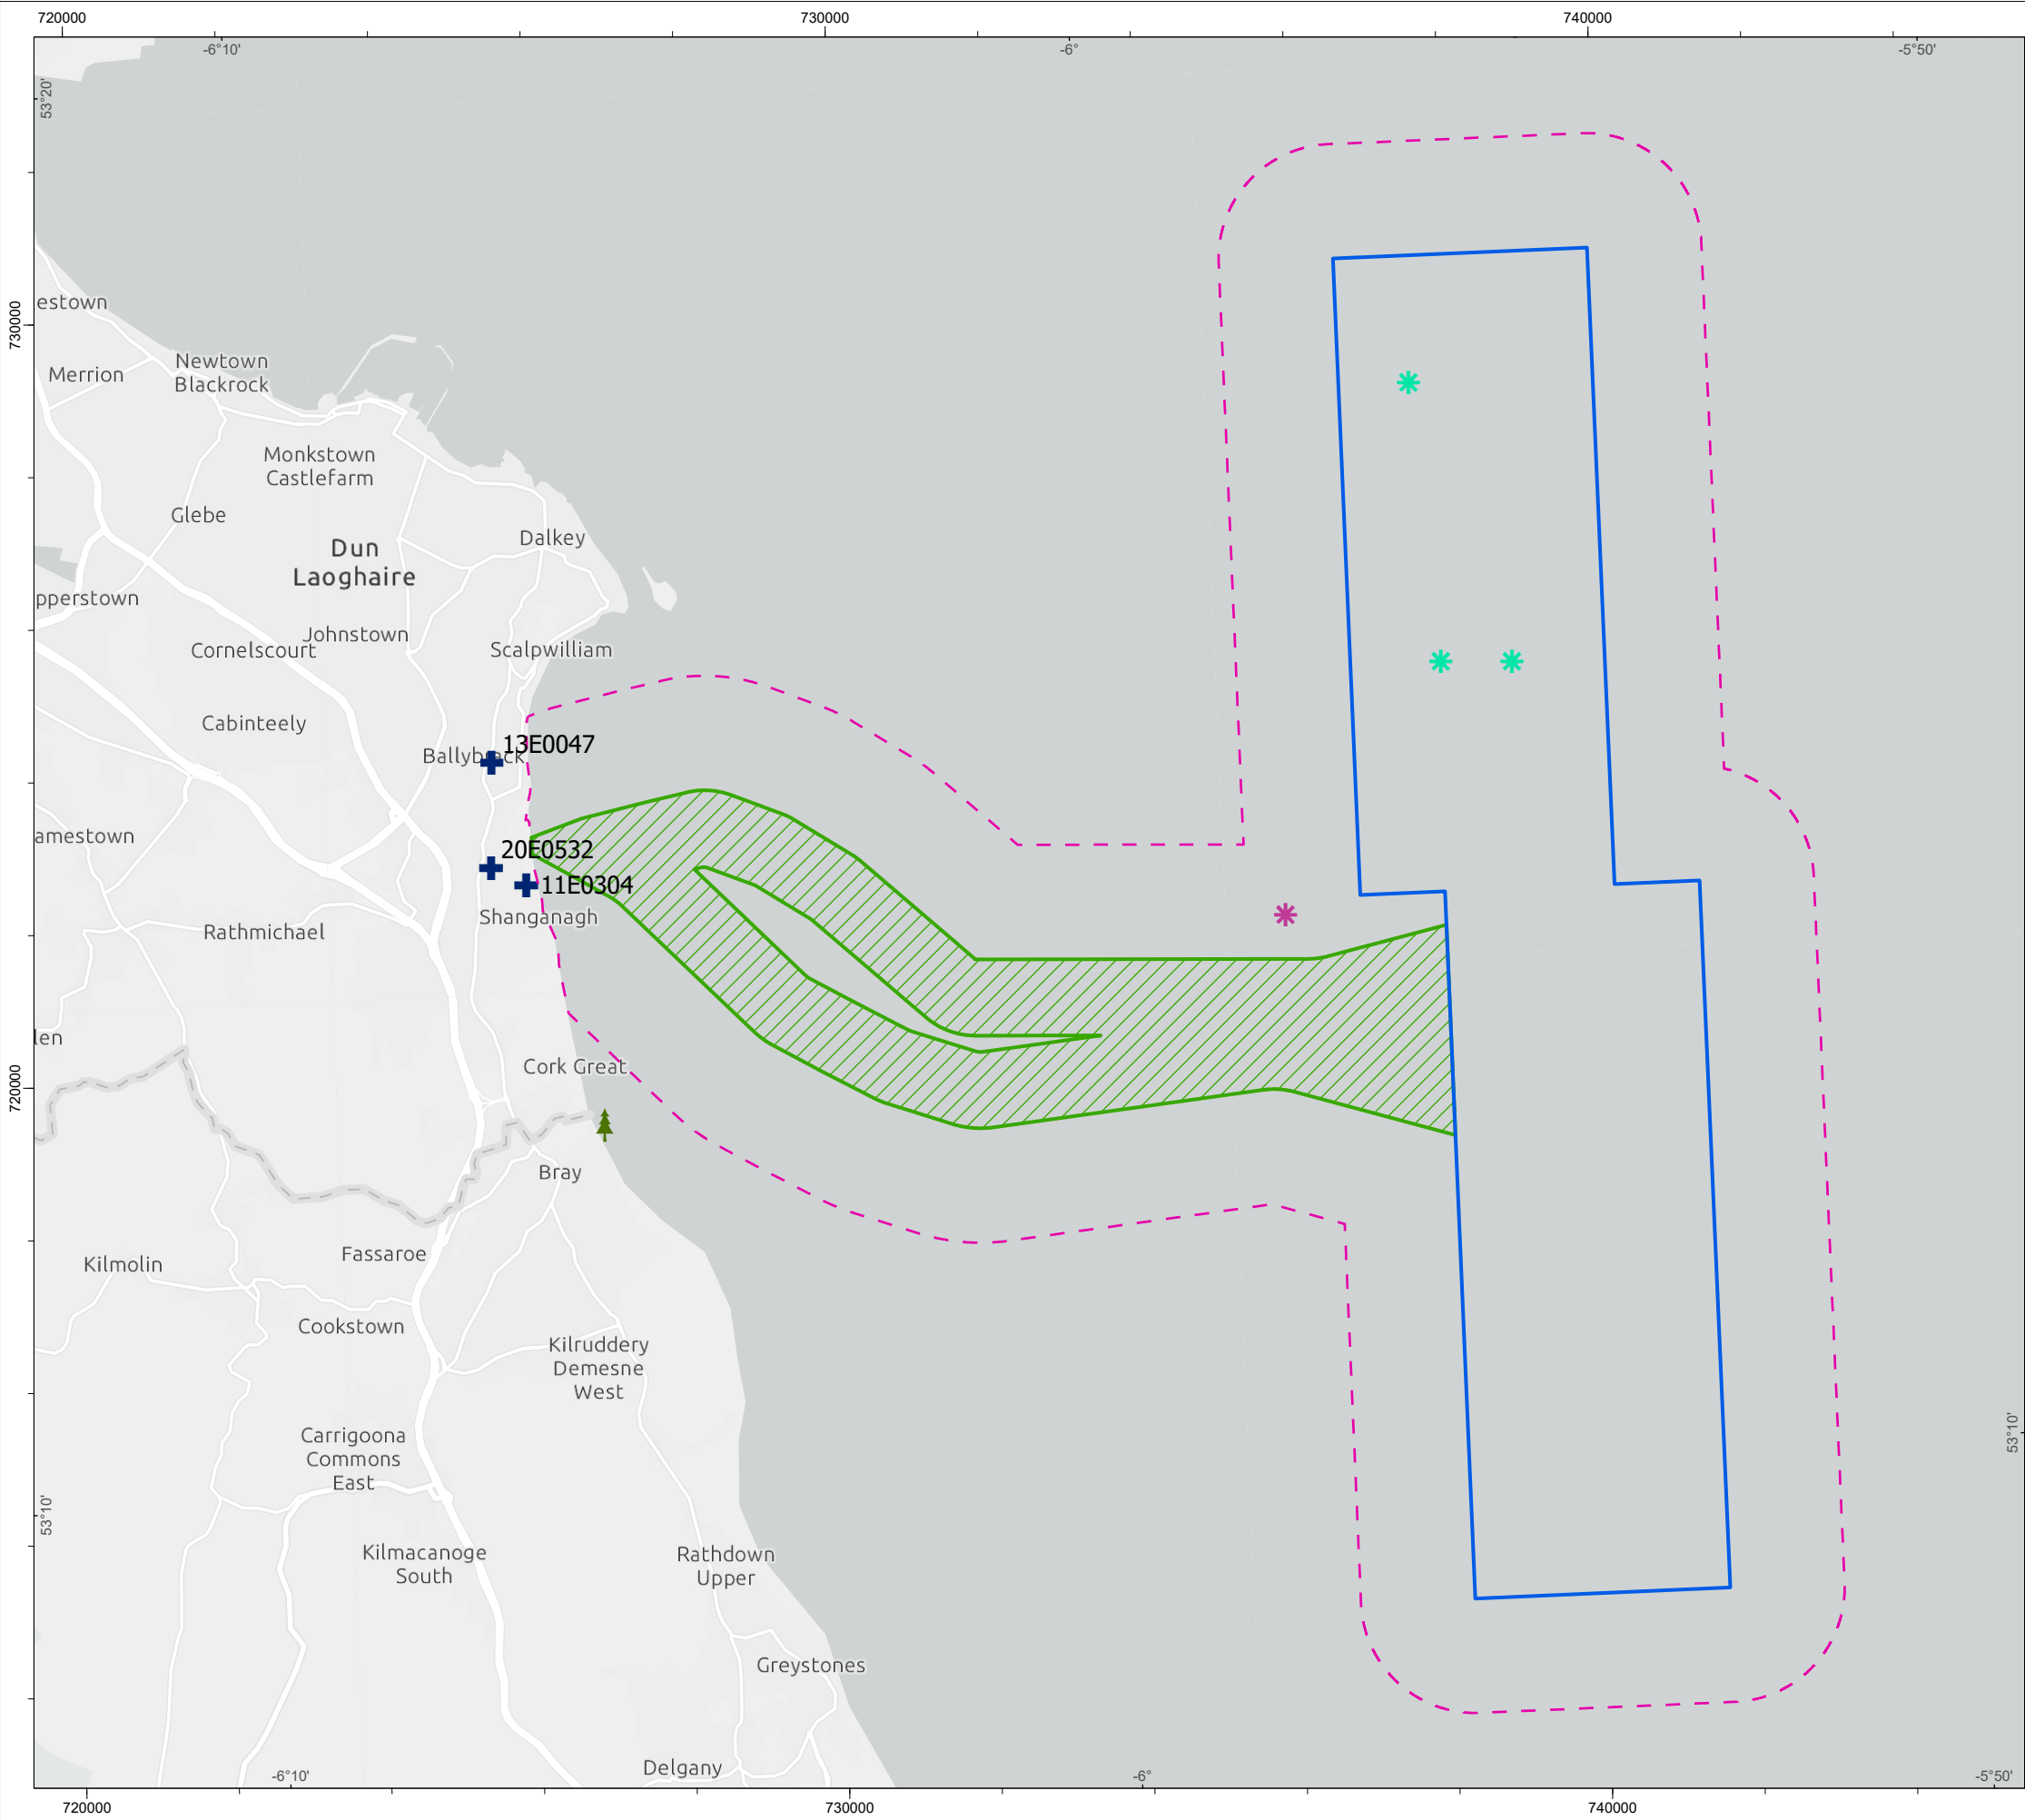 720000
730000
740000
-6°10'
-6°
-5°50'
53°20'
730000
estown
Merrion
Newtown
Blackrock
Monkstown
Castlefarm
Glebe
Dalkey
Dun
Laoghaire
pperstown
Johnstown
Cornelscourt
Scalpwilliam
Cabinteely
13E0047
Ballybrack
amestown
20E0532
11E0304
Shanganagh
Rathmichael
len
Cork Great
720000
Bray
Fassaroe
Kilmolin
Cookstown
Kilruddery
Demesne
West
Carrigoona
Commons
East
53°10'
53°10'
Kilmacanoge
South
Rathdown
Upper
Greystones
Delgany
-6°10'
-6°
-5°50'
720000
730000
740000